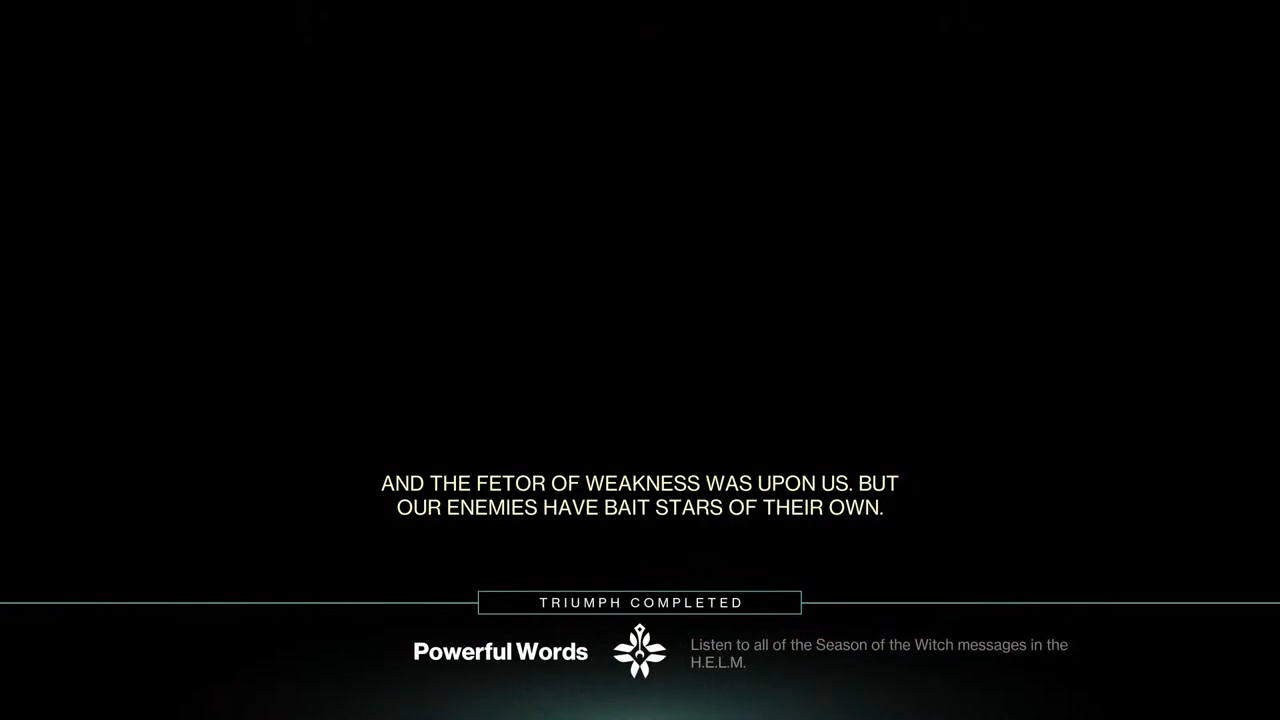 AND THE FETOR OF WEAKNESS WAS UPON US. BUT
OUR ENEMIES HAVE BAIT STARS OF THEIR OWN.
TRIUMPH COMPLETED
Powerful Words
Listen to all of the Season of the Witch messages in the
H.E.L.M.